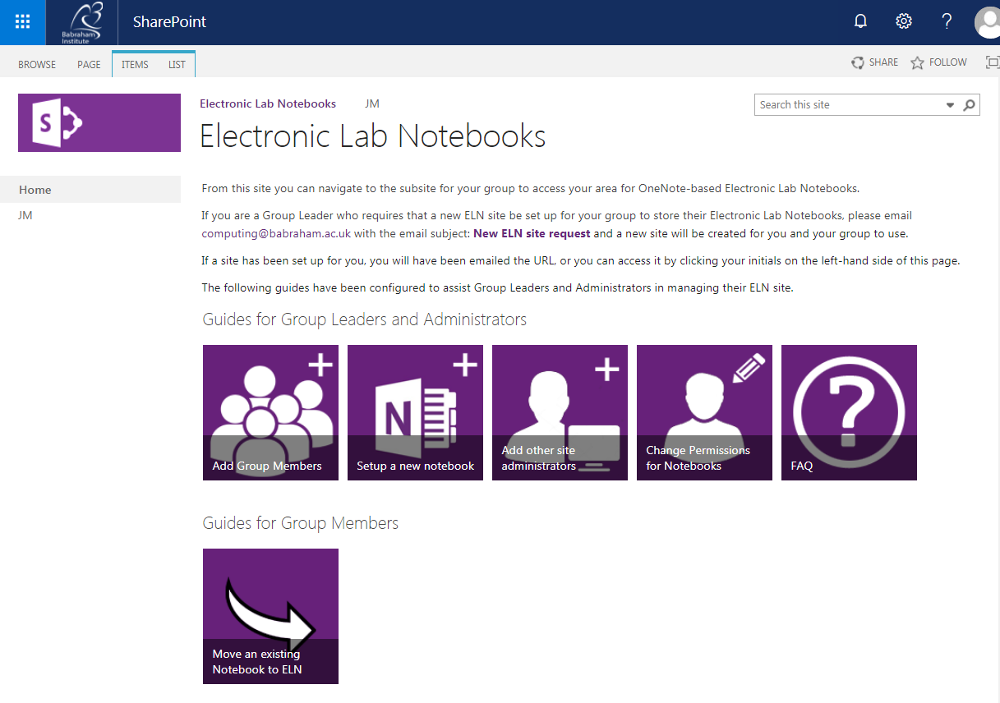 Babraham
Institute
SharePoint
BROWSE PAGE ITEMS LIST
SHARE FOLLOW
S
Electronic Lab Notebooks JM
Search this site
Electronic Lab Notebooks
Home
JM
From this site you can navigate to the subsite for your group to access your area for OneNote-based Electronic Lab Notebooks.
If you are a Group Leader who requires that a new ELN site be set up for your group to store their Electronic Lab Notebooks, please email
computing@babraham.ac.uk with the email subject: New ELN site request and a new site will be created for you and your group to use.
If a site has been set up for you, you will have been emailed the URL, or you can access it by clicking your initials on the left-hand side of this page.
The following guides have been configured to assist Group Leaders and Administrators in managing their ELN site.
Guides for Group Leaders and Administrators
Add Group Members
N
Setup a new notebook
Add other site
administrators
Change Permissions
for Notebooks
?
FAQ
Guides for Group Members
Move an existing
Notebook to ELN